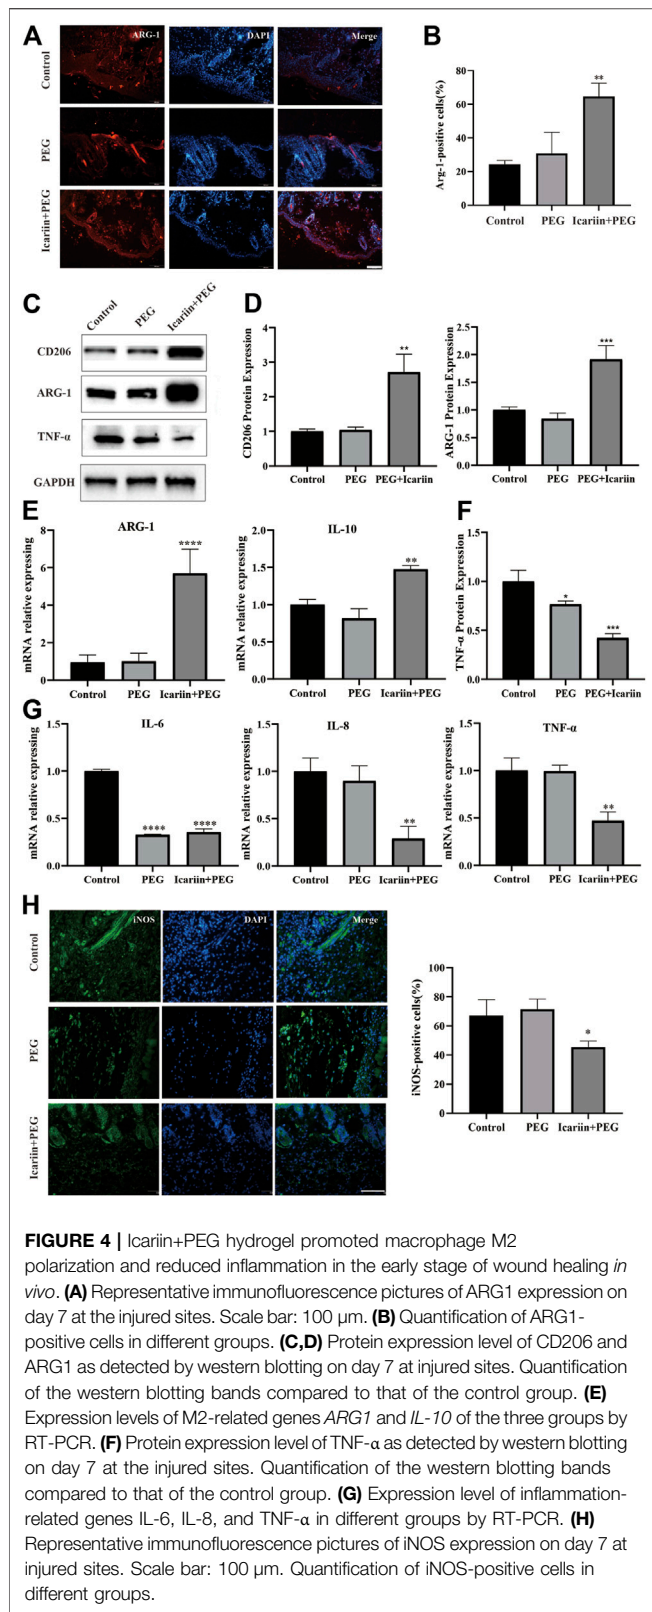 A
ARG-1
DAPI
Merge
Control
PEG
Icariin+PEG
B
Arg-1-positive cells(%)
80
60
40
20
0
**
Control PEG Icariin+PEG
C
Control
PEG
Icariin+PEG
CD206
ARG-1
TNF-α
GAPDH
D
CD206 Protein Expression
4
3
2
1
0
**
Control PEG PEG+Icariin
ARG-1 Protein Expression
2.5
2.0
1.5
1.0
0.5
0.0
***
Control PEG PEG+Icariin
E
ARG-1
mRNA relative expressing
8
6
4
2
0
****
Control PEG Icariin+PEG
IL-10
mRNA relative expressing
2.0
1.5
1.0
0.5
0.0
**
Control PEG Icariin+PEG
F
TNF-α Protein Expression
1.5
1.0
0.5
0.0
*
***
Control PEG PEG+Icariin
G
IL-6
mRNA relative expressing
1.5
1.0
0.5
0.0
****
****
Control PEG Icariin+PEG
IL-8
mRNA relative expressing
1.5
1.0
0.5
0.0
**
Control PEG Icariin+PEG
TNF-α
mRNA relative expressing
1.5
1.0
0.5
0.0
**
Control PEG Icariin+PEG
H
iNOS
DAPI
Merge
Control
PEG
Icariin+PEG
iNOS-positive cells(%)
100
80
60
40
20
0
*
Control PEG Icariin+PEG
FIGURE 4 | Icariin+PEG hydrogel promoted macrophage M2
polarization and reduced inflammation in the early stage of wound healing in
vivo. (A) Representative immunofluorescence pictures of ARG1 expression on
day 7 at the injured sites. Scale bar: 100 μm. (B) Quantification of ARG1-
positive cells in different groups. (C,D) Protein expression level of CD206 and
ARG1 as detected by western blotting on day 7 at injured sites. Quantification
of the western blotting bands compared to that of the control group. (E)
Expression levels of M2-related genes ARG1 and IL-10 of the three groups by
RT-PCR. (F) Protein expression level of TNF-α as detected by western blotting
on day 7 at the injured sites. Quantification of the western blotting bands
compared to that of the control group. (G) Expression level of inflammation-
related genes IL-6, IL-8, and TNF-α in different groups by RT-PCR. (H)
Representative immunofluorescence pictures of iNOS expression on day 7 at
injured sites. Scale bar: 100 μm. Quantification of iNOS-positive cells in
different groups.